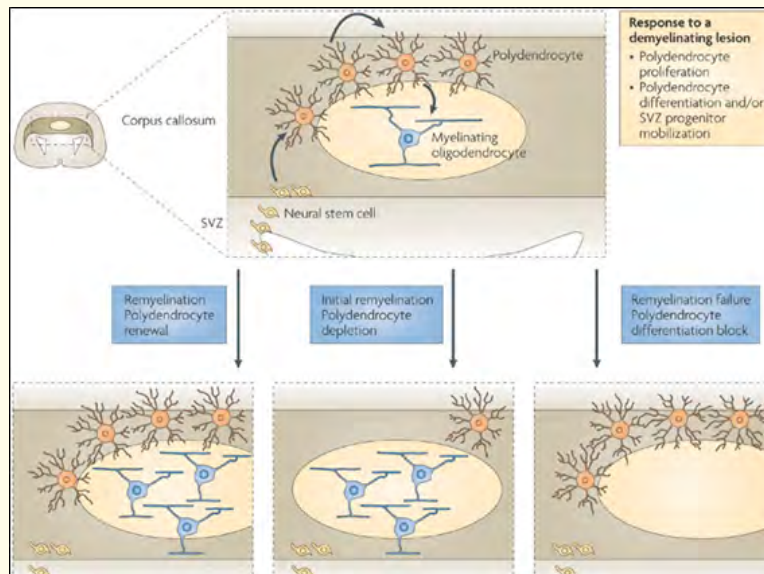 Response to a
demyelinating lesion
• Polydendrocyte
proliferation
• Polydendrocyte
differentiation and/or
SVZ progenitor
mobilization
Polydendrocyte
Corpus callosum
Myelinating
oligodendrocyte
SVZ
Neural stem cell
Remyelination
Polydendrocyte
renewal
Initial remyelination
Polydendrocyte
depletion
Remyelination failure
Polydendrocyte
differentiation block